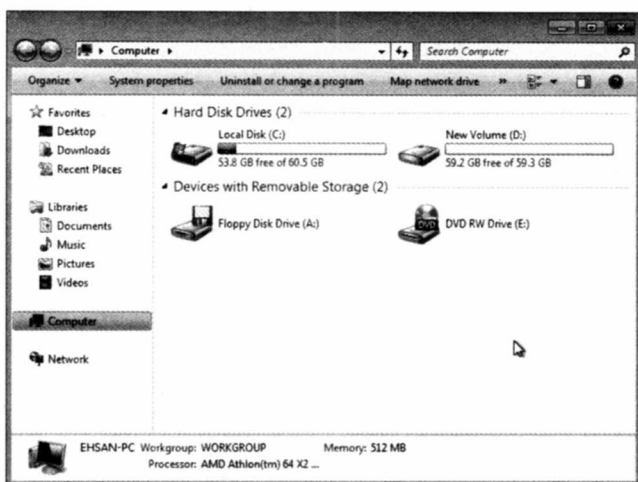 Computer
Search Computer
Organize
System properties
Uninstall or change a program
Map network drive
»
Favorites
Desktop
Downloads
Recent Places
Libraries
Documents
Music
Pictures
Videos
Computer
Network
Hard Disk Drives (2)
Local Disk (C:)
53.8 GB free of 60.5 GB
New Volume (D:)
59.2 GB free of 59.3 GB
Devices with Removable Storage (2)
Floppy Disk Drive (A:)
DVD
DVD RW Drive (E:)
EHSAN-PC Workgroup: WORKGROUP Memory: 512 MB
Processor: AMD Athlon(tm) 64 X2 ...